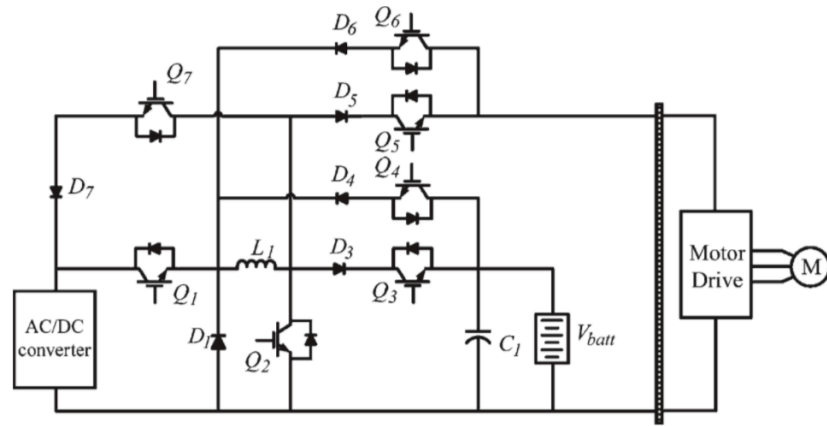 Q6
D6
Q7
D5
Q5
Q4
D4
D7
L1
D3
Q1
Q3
Motor
Drive
M
AC/DC
converter
D1
Q2
C1
Vbatt